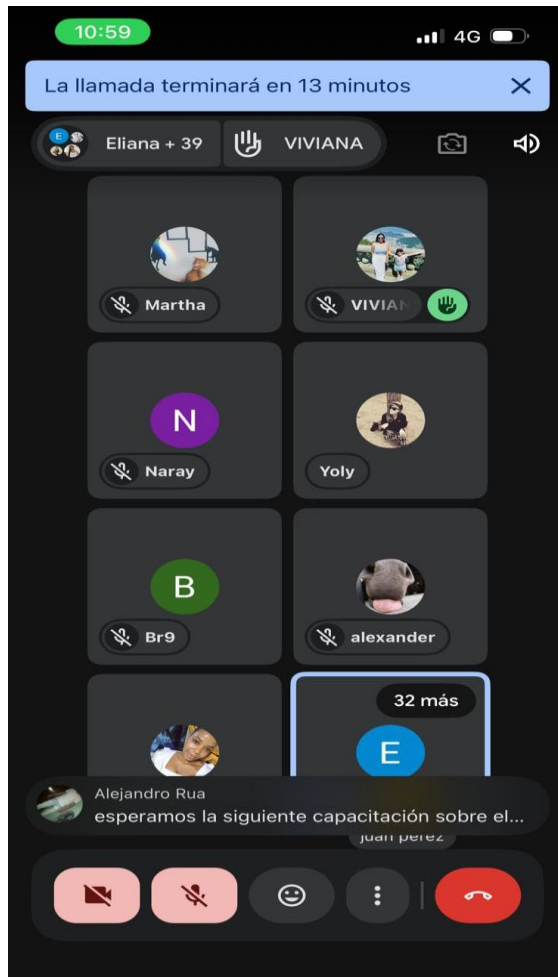 10:59
4G
La llamada terminará en 13 minutos
E
Eliana + 39
VIVIANA
Martha
VIVIAN
N
Naray
Yoly
B
Br9
alexander
32 más
E
Alejandro Rua
esperamos la siguiente capacitación sobre el...
juan perez